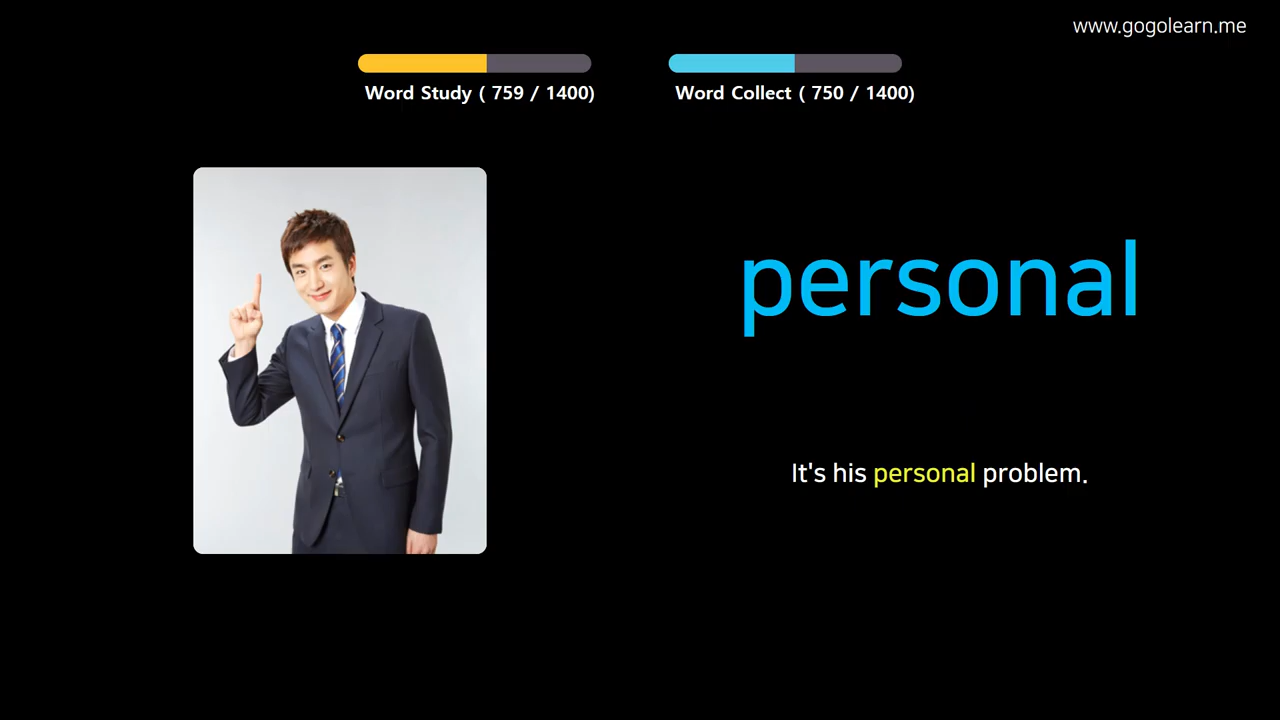 www.gogolearn.me
Word Study ( 759 / 1400)
Word Collect ( 750 / 1400)
personal
It's his personal problem.